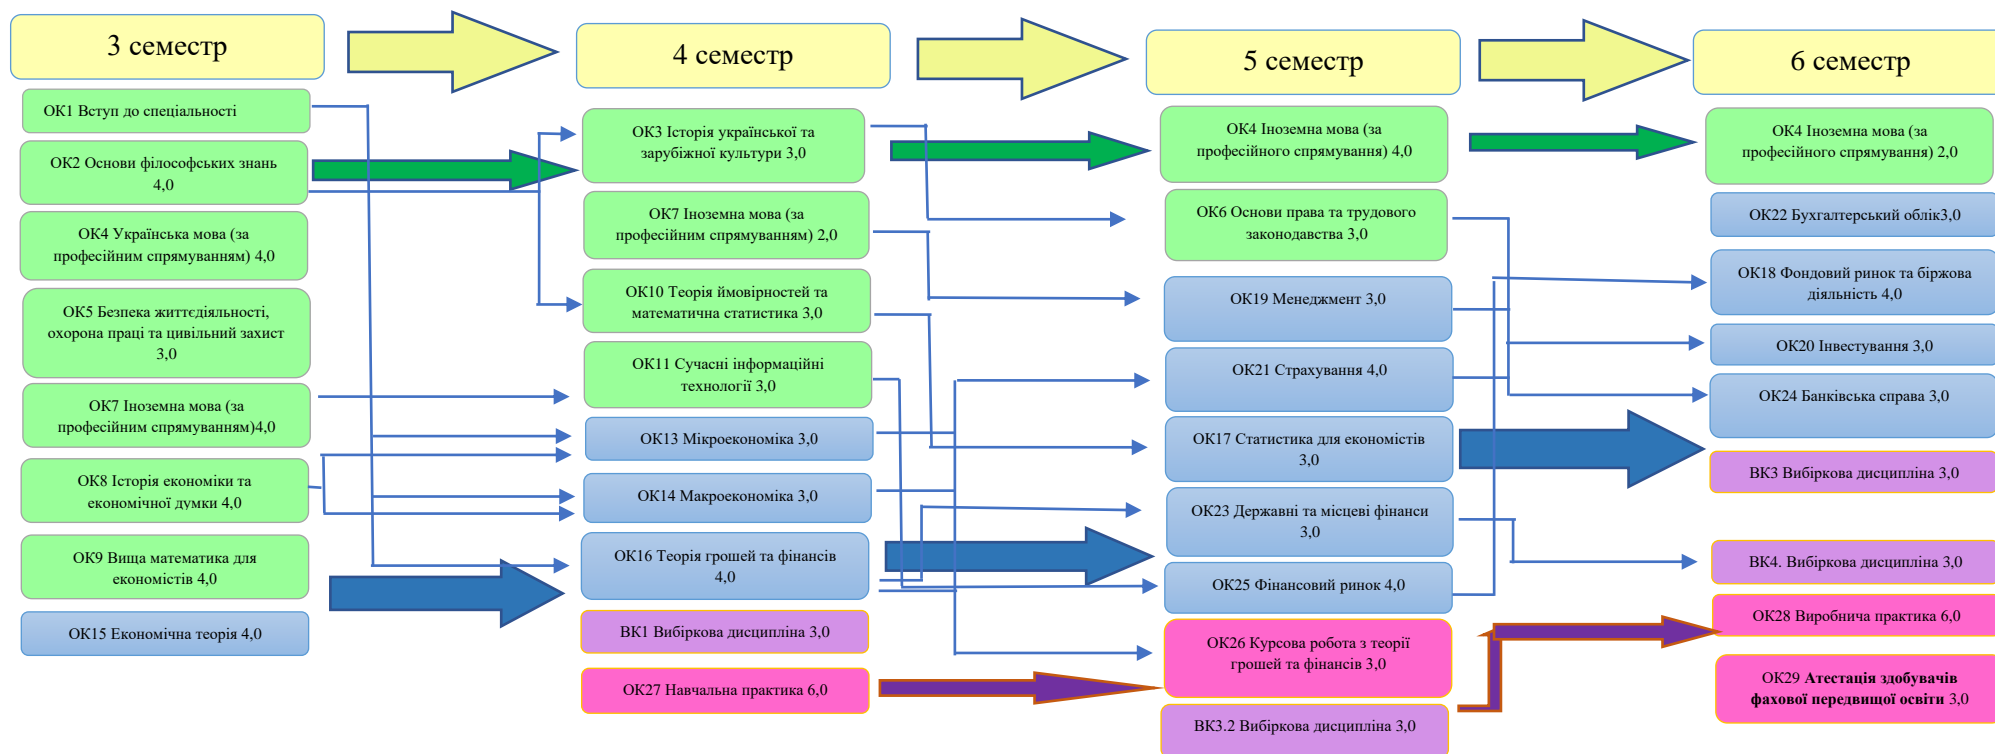 3 семестр
4 семестр
5 семестр
6 семестр
ОК1 Вступ до спеціальності
ОК2 Основи філософських знань
4,0
ОК4 Українська мова (за
професійним спрямуванням) 4,0
ОК5 Безпека життєдіяльності,
охорона праці та цивільний захист
3,0
ОК7 Іноземна мова (за
професійним спрямуванням)4,0
ОК8 Історія економіки та
економічної думки 4,0
ОК9 Вища математика для
економістів 4,0
ОК15 Економічна теорія 4,0
ОК3 Історія української та
зарубіжної культури 3,0
ОК7 Іноземна мова (за
професійним спрямуванням) 2,0
ОК10 Теорія ймовірностей та
математична статистика 3,0
ОК11 Сучасні інформаційні
технології 3,0
ОК13 Мікроекономіка 3,0
ОК14 Макроекономіка 3,0
ОК16 Теорія грошей та фінансів
4,0
ВК1 Вибіркова дисципліна 3,0
ОК27 Навчальна практика 6,0
ОК4 Іноземна мова (за
професійного спрямування) 4,0
ОК6 Основи права та трудового
законодавства 3,0
ОК19 Менеджмент 3,0
ОК21 Страхування 4,0
ОК17 Статистика для економістів
3,0
ОК23 Державні та місцеві фінанси
3,0
ОК25 Фінансовий ринок 4,0
ОК26 Курсова робота з теорії
грошей та фінансів 3,0
ВК3.2 Вибіркова дисципліна 3,0
ОК4 Іноземна мова (за
професійного спрямування) 2,0
ОК22 Бухгалтерський облік3,0
ОК18 Фондовий ринок та біржова
діяльність 4,0
ОК20 Інвестування 3,0
ОК24 Банківська справа 3,0
ВК3 Вибіркова дисципліна 3,0
ВК4. Вибіркова дисципліна 3,0
ОК28 Виробнича практика 6,0
ОК29 Атестація здобувачів
фахової передвищої освіти 3,0